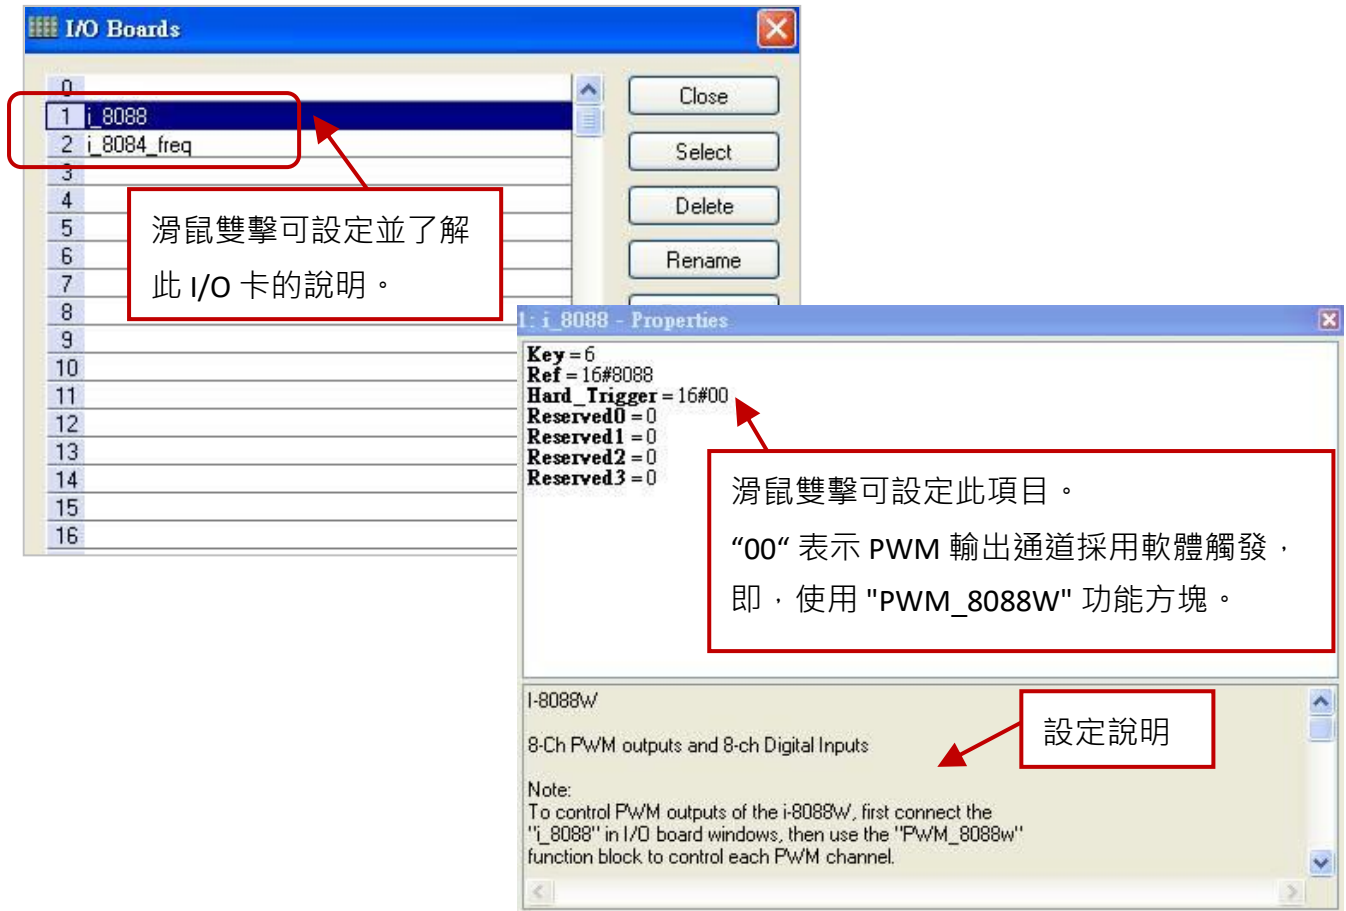 I/O Boards
0
1 i_8088
2 i_8084_freq
3
4
5
6
7
8
9
10
11
12
13
14
15
16
Close
Select
Delete
Rename
滑鼠雙擊可設定並了解
此 I/O 卡的說明。
1: i_8088 - Properties
Key = 6
Ref = 16#8088
Hard_Trigger = 16#00
Reserved0 = 0
Reserved1 = 0
Reserved2 = 0
Reserved3 = 0
滑鼠雙擊可設定此項目。
“00“ 表示 PWM 輸出通道採用軟體觸發，
即，使用 "PWM_8088W" 功能方塊。
I-8088W
8-Ch PWM outputs and 8-ch Digital Inputs
Note:
To control PWM outputs of the i-8088W, first connect the
"i_8088" in I/O board windows, then use the "PWM_8088w"
function block to control each PWM channel.
設定說明